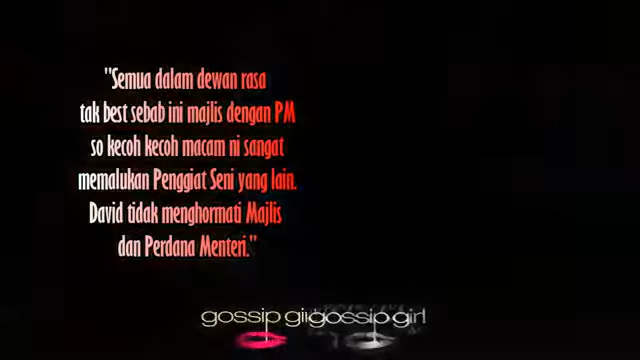 "Semua dalam dewan rasa
tak best sebab ini majlis dengan PM
so kecoh kecoh macam ni sangat
memalukan Penggiat Seni yang lain.
David tidak menghormati Majlis
dan Perdana Menteri."
gossip gi gossip girl